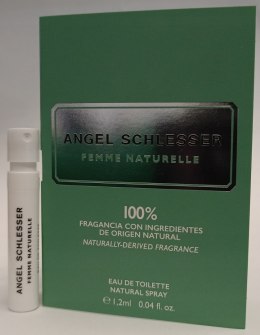 ANGEL SCHLESSER
FEMME NATURELLE
100%
FRAGANCIA CON INGREDIENTES
DE ORIGEN NATURAL
NATURALLY-DERIVED FRAGRANCE
EAU DE TOILETTE
NATURAL SPRAY
e 1,2ml 0.04 fl. oz.
ANGEL SCHLESSER
FEMME NATURELLE